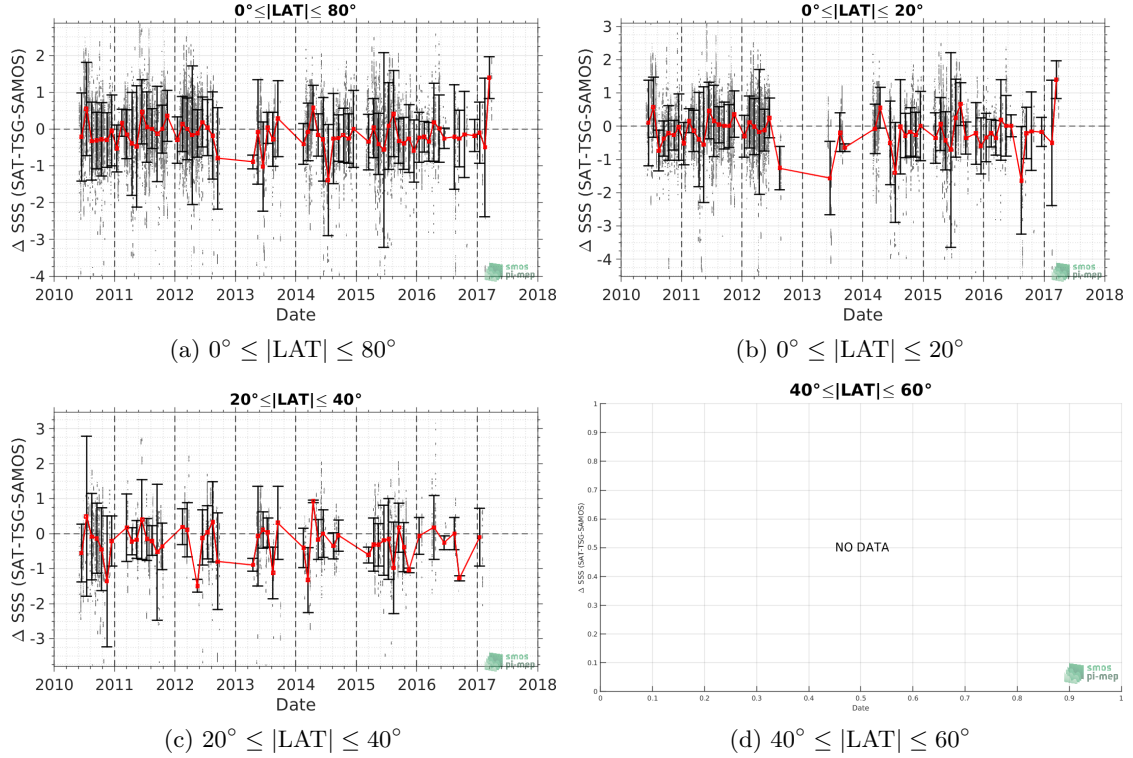 0°≤|LAT|≤ 80°
Δ SSS (SAT-TSG-SAMOS)
2
1
0
-1
-2
-3
-4
2010 2011 2012 2013 2014 2015 2016 2017 2018
Date
smos
pi-mep
(a) 0° ≤ |LAT| ≤ 80°
0°≤|LAT|≤ 20°
Δ SSS (SAT-TSG-SAMOS)
3
2
1
0
-1
-2
-3
-4
2010 2011 2012 2013 2014 2015 2016 2017 2018
Date
smos
pi-mep
(b) 0° ≤ |LAT| ≤ 20°
20°≤|LAT|≤ 40°
Δ SSS (SAT-TSG-SAMOS)
3
2
1
0
-1
-2
-3
2010 2011 2012 2013 2014 2015 2016 2017 2018
Date
smos
pi-mep
(c) 20° ≤ |LAT| ≤ 40°
40°≤|LAT|≤ 60°
Δ SSS (SAT-TSG-SAMOS)
1
0.9
0.8
0.7
0.6
0.5
0.4
0.3
0.2
0.1
0
NO DATA
0 0.1 0.2 0.3 0.4 0.5 0.6 0.7 0.8 0.9 1
Date
smos
pi-mep
(d) 40° ≤ |LAT| ≤ 60°